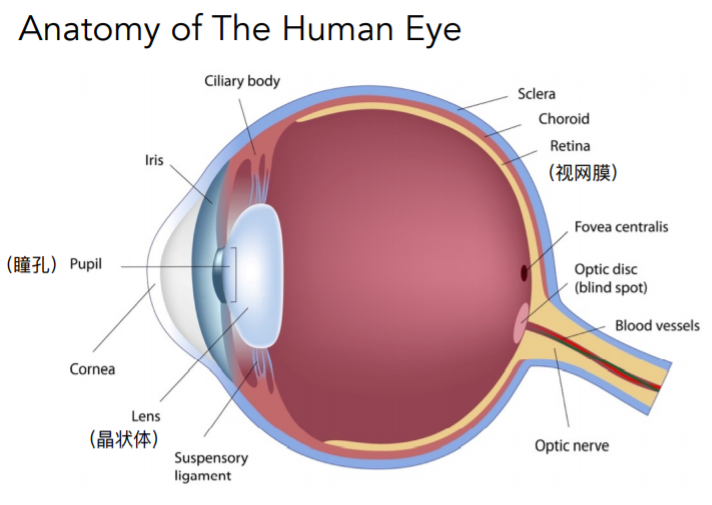 Anatomy of The Human Eye
Ciliary body
Sclera
Choroid
Iris
Retina
(视网膜)
Fovea centralis
(瞳孔) Pupil
Optic disc
(blind spot)
Blood vessels
Cornea
Lens
(晶状体)
Optic nerve
Suspensory
ligament